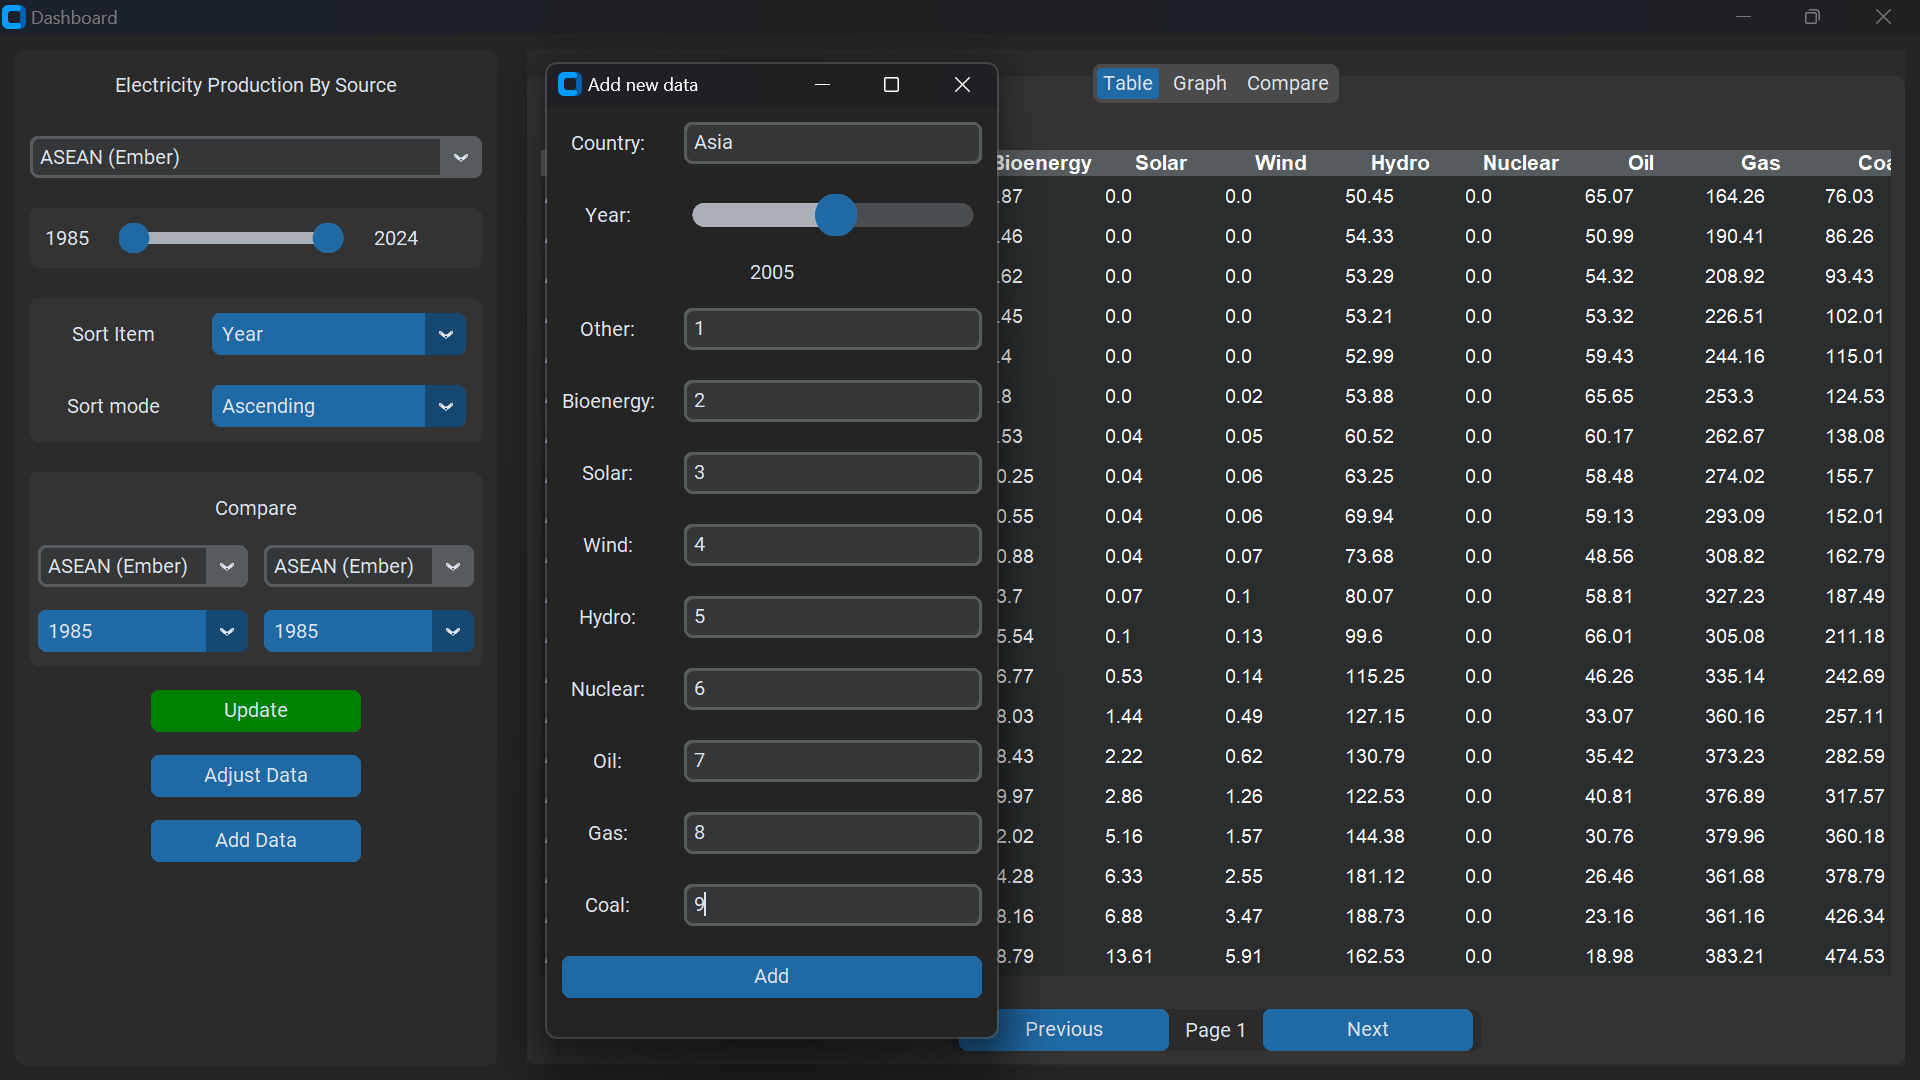 Dashboard
Electricity Production By Source
ASEAN (Ember)
1985 2024
Sort Item Year
Sort mode Ascending
Compare
ASEAN (Ember) ASEAN (Ember)
1985 1985
Update
Adjust Data
Add Data
Add new data
Country: Asia
Year:
2005
Other: 1
Bioenergy: 2
Solar: 3
Wind: 4
Hydro: 5
Nuclear: 6
Oil: 7
Gas: 8
Coal: 9
Add
Table Graph Compare
Bioenergy Solar Wind Hydro Nuclear Oil Gas
.87 0.0 0.0 50.45 0.0 65.07 164.26 76.03
.46 0.0 0.0 54.33 0.0 50.99 190.41 86.26
.62 0.0 0.0 53.29 0.0 54.32 208.92 93.43
.45 0.0 0.0 53.21 0.0 53.32 226.51 102.01
.4 0.0 0.0 52.99 0.0 59.43 244.16 115.01
.8 0.0 0.02 53.88 0.0 65.65 253.3 124.53
.53 0.04 0.05 60.52 0.0 60.17 262.67 138.08
0.25 0.04 0.06 63.25 0.0 58.48 274.02 155.7
0.55 0.04 0.06 69.94 0.0 59.13 293.09 152.01
0.88 0.04 0.07 73.68 0.0 48.56 308.82 162.79
3.7 0.07 0.1 80.07 0.0 58.81 327.23 187.49
5.54 0.1 0.13 99.6 0.0 66.01 305.08 211.18
6.77 0.53 0.14 115.25 0.0 46.26 335.14 242.69
8.03 1.44 0.49 127.15 0.0 33.07 360.16 257.11
8.43 2.22 0.62 130.79 0.0 35.42 373.23 282.59
9.97 2.86 1.26 122.53 0.0 40.81 376.89 317.57
2.02 5.16 1.57 144.38 0.0 30.76 379.96 360.18
4.28 6.33 2.55 181.12 0.0 26.46 361.68 378.79
8.16 6.88 3.47 188.73 0.0 23.16 361.16 426.34
8.79 13.61 5.91 162.53 0.0 18.98 383.21 474.53
Previous Page 1 Next